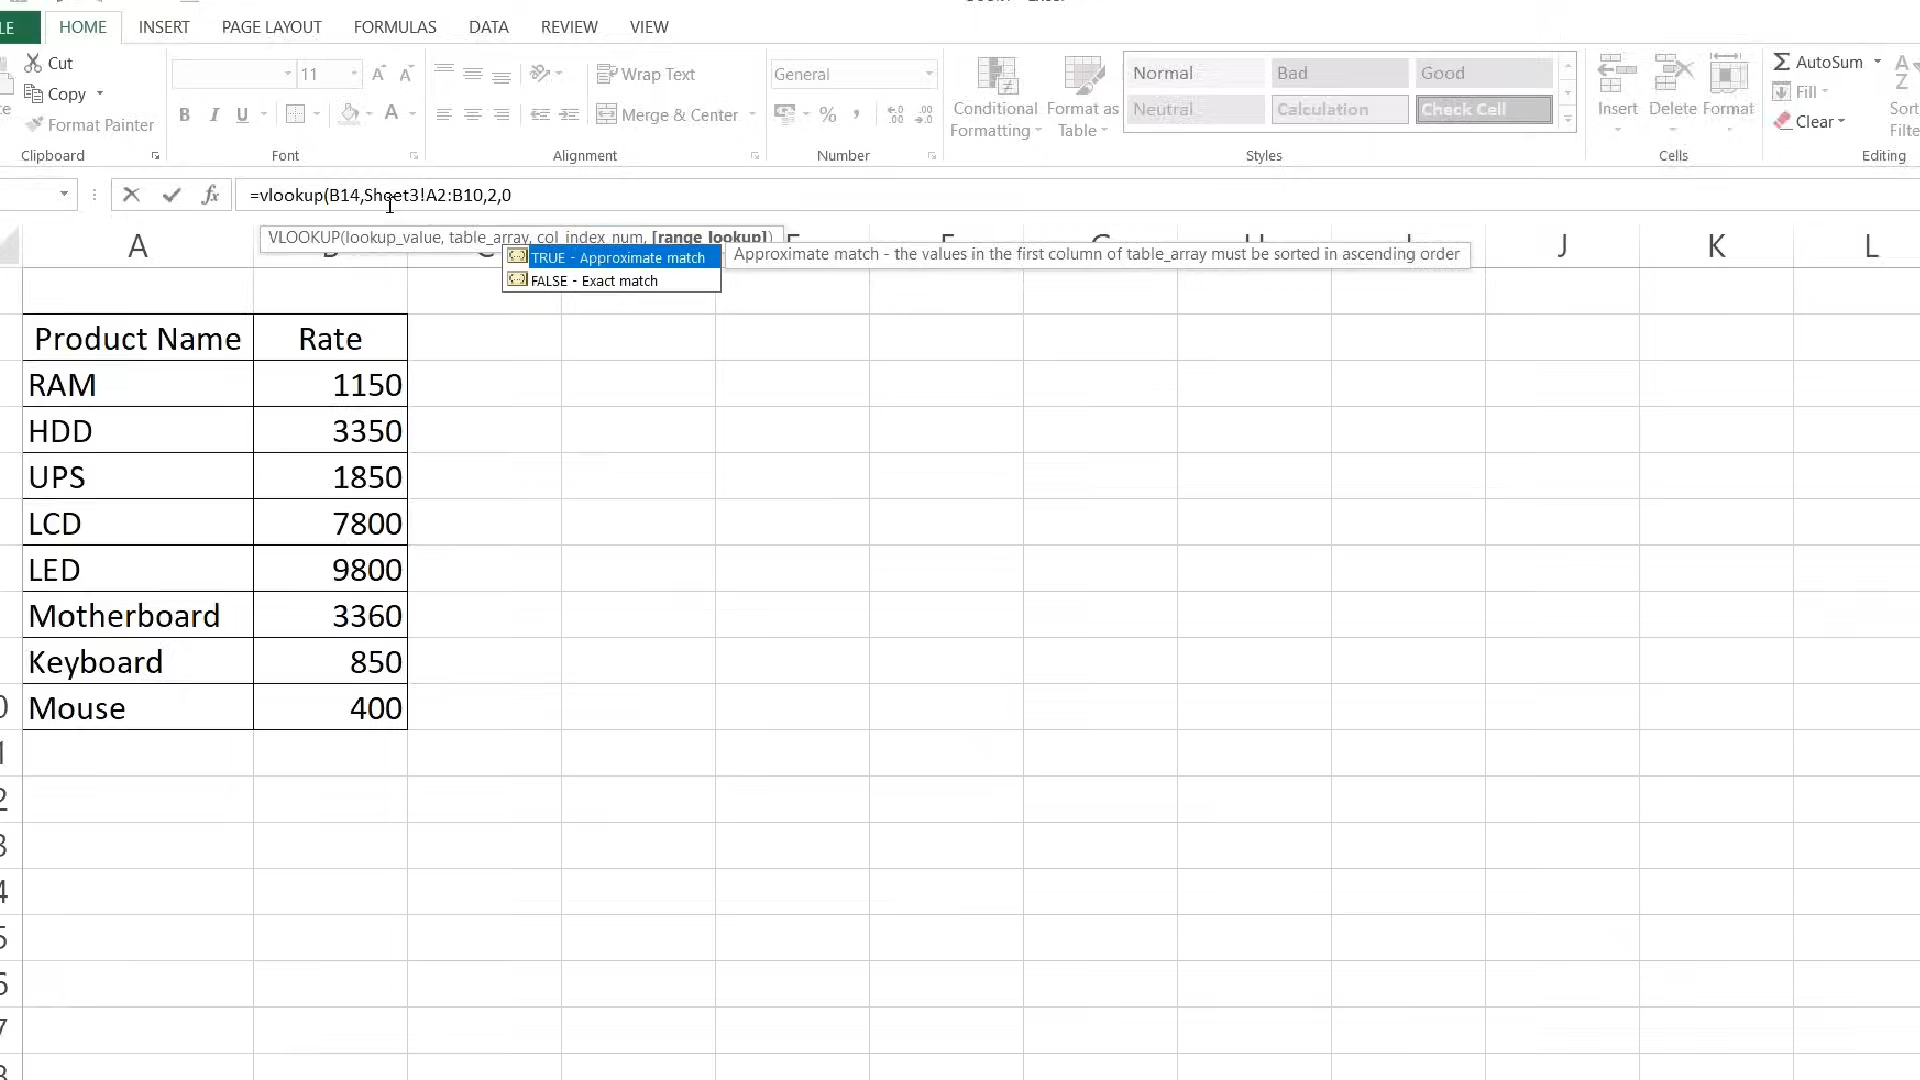 HOME INSERT PAGE LAYOUT FORMULAS DATA REVIEW VIEW
Cut
Copy
Format Painter
Clipboard
11
Font
Wrap Text
Merge & Center
Alignment
General
Number
Conditional Formatting
Format as Table
Normal Bad Good
Neutral Calculation Check Cell
Styles
Insert Delete Format
Cells
AutoSum
Fill
Clear
Editing
=vlookup(B14,Sheet3!A2:B10,2,0
VLOOKUP(lookup_value, table_array, col_index_num, [range_lookup])
TRUE - Approximate match
FALSE - Exact match
Approximate match - the values in the first column of table_array must be sorted in ascending order
A J K L
Product Name Rate
RAM 1150
HDD 3350
UPS 1850
LCD 7800
LED 9800
Motherboard 3360
Keyboard 850
Mouse 400